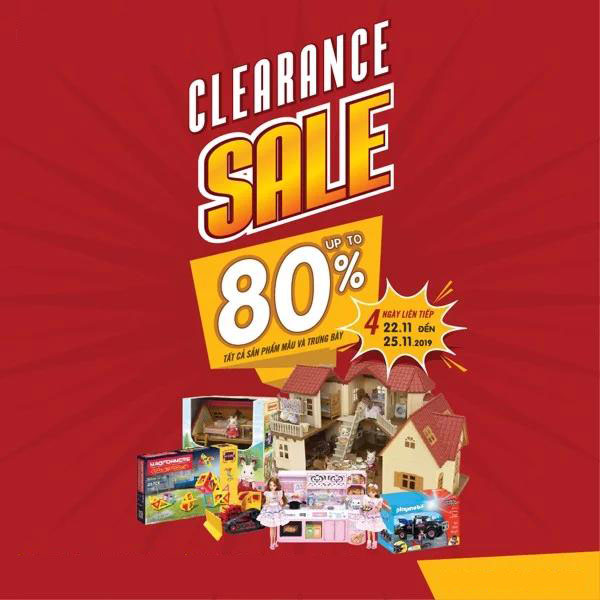 CLEARANCE
SALE
UP TO
80%
TẤT CẢ SẢN PHẨM MẪU VÀ TRƯNG BÀY
4 NGÀY LIÊN TIẾP
22.11 ĐẾN
25.11.2019
MAGFORMERS
playmobil